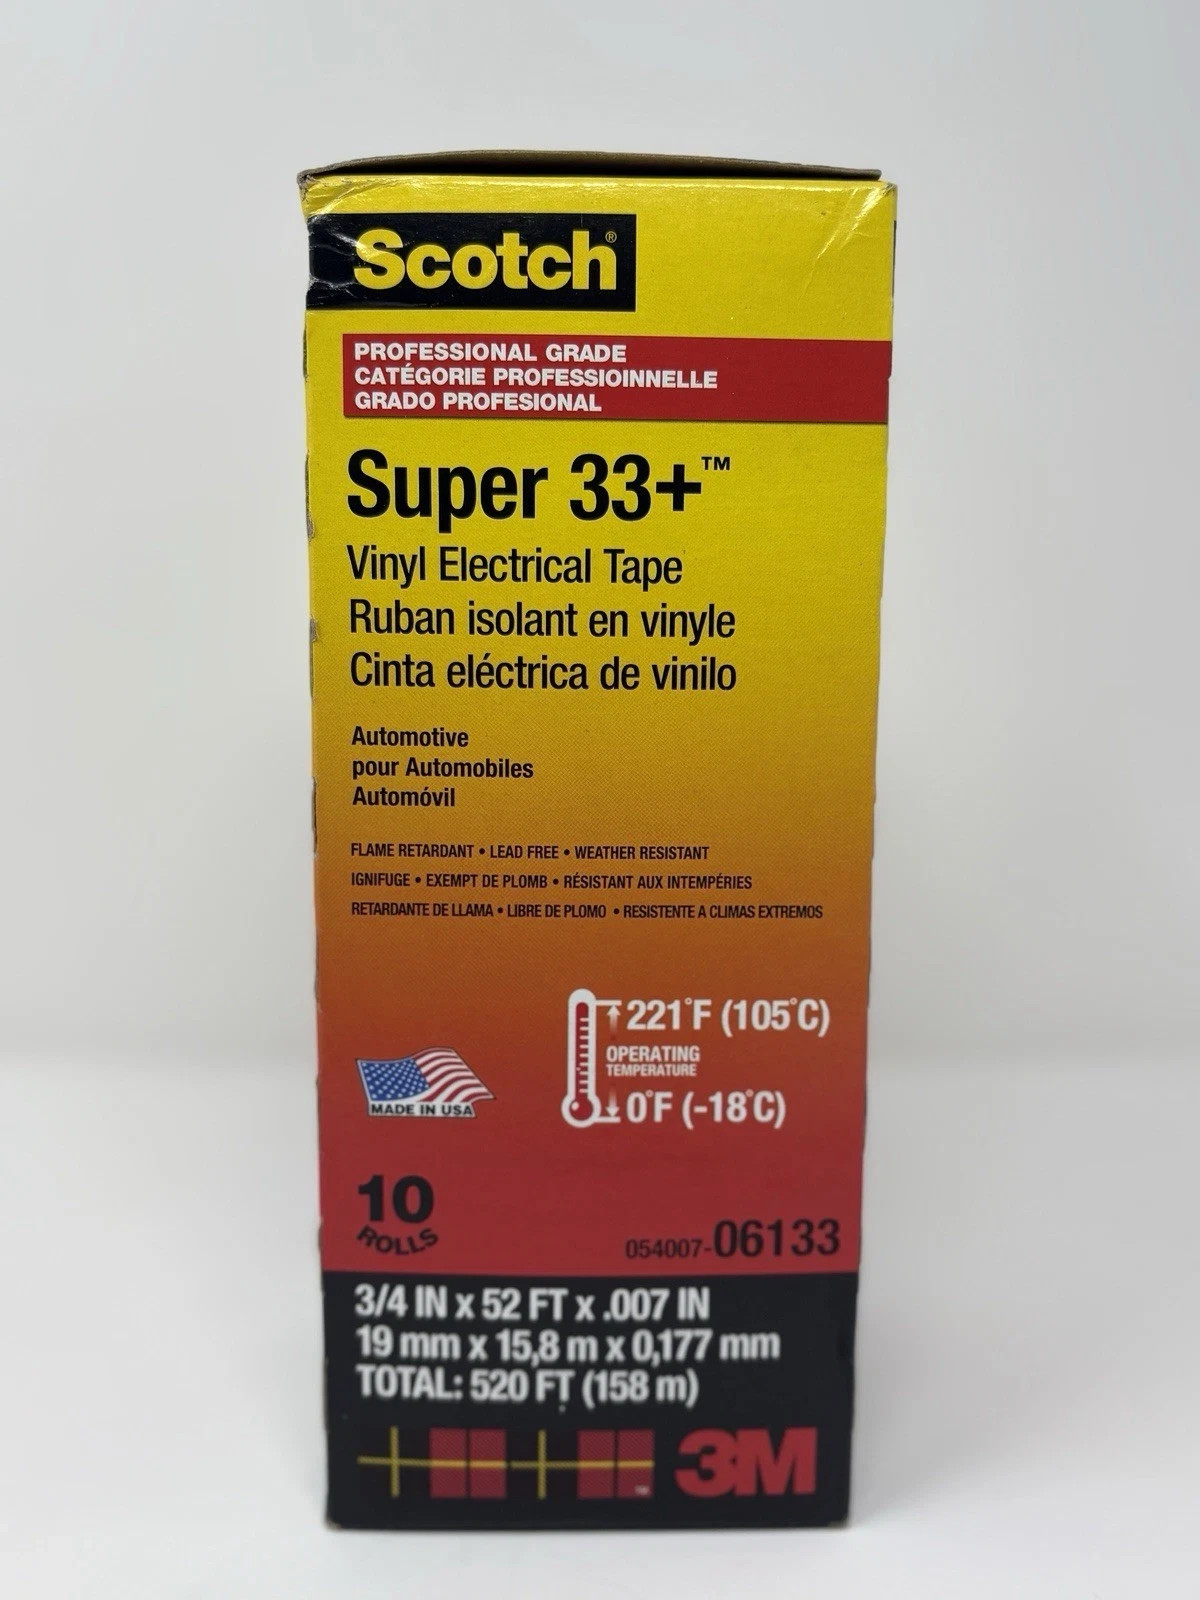 Scotch®
PROFESSIONAL GRADE
CATÉGORIE PROFESSIOINNELLE
GRADO PROFESIONAL
Super 33+™
Vinyl Electrical Tape
Ruban isolant en vinyle
Cinta eléctrica de vinilo
Automotive
pour Automobiles
Automóvil
FLAME RETARDANT • LEAD FREE • WEATHER RESISTANT
IGNIFUGE • EXEMPT DE PLOMB • RÉSISTANT AUX INTEMPÉRIES
RETARDANTE DE LLAMA • LIBRE DE PLOMO • RESISTENTE A CLIMAS EXTREMOS
221°F (105°C)
OPERATING
TEMPERATURE
0°F (-18°C)
MADE IN USA
10
ROLLS
054007-06133
3/4 IN x 52 FT x .007 IN
19 mm x 15,8 m x 0,177 mm
TOTAL: 520 FT (158 m)
3M